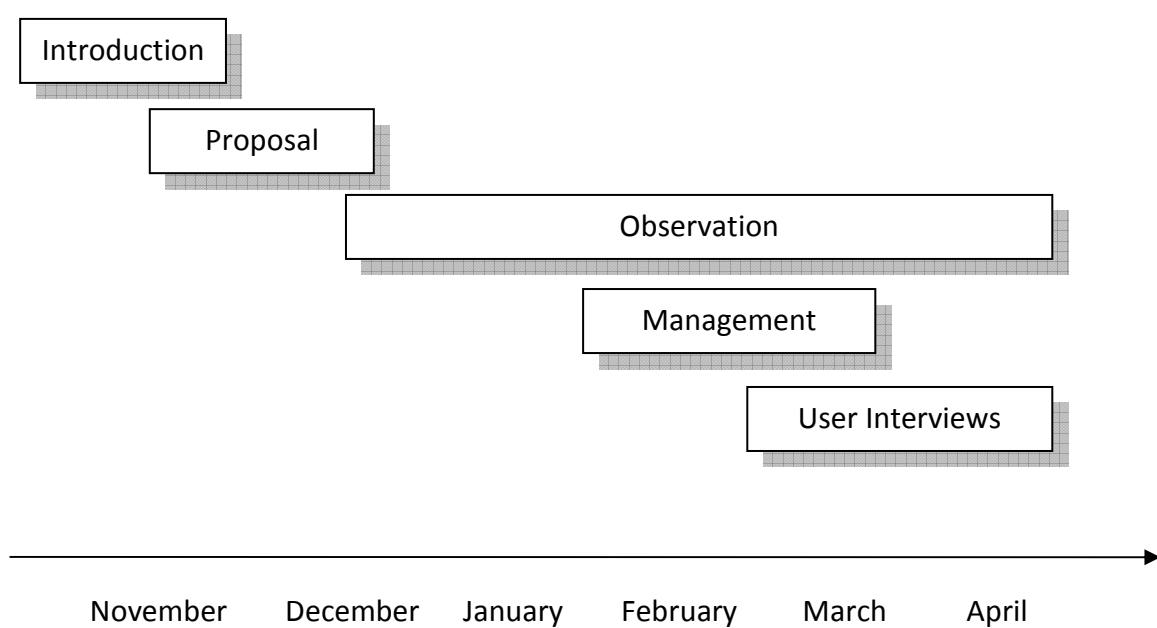 Introduction
Proposal
Observation
Management
User Interviews
November December January February March April